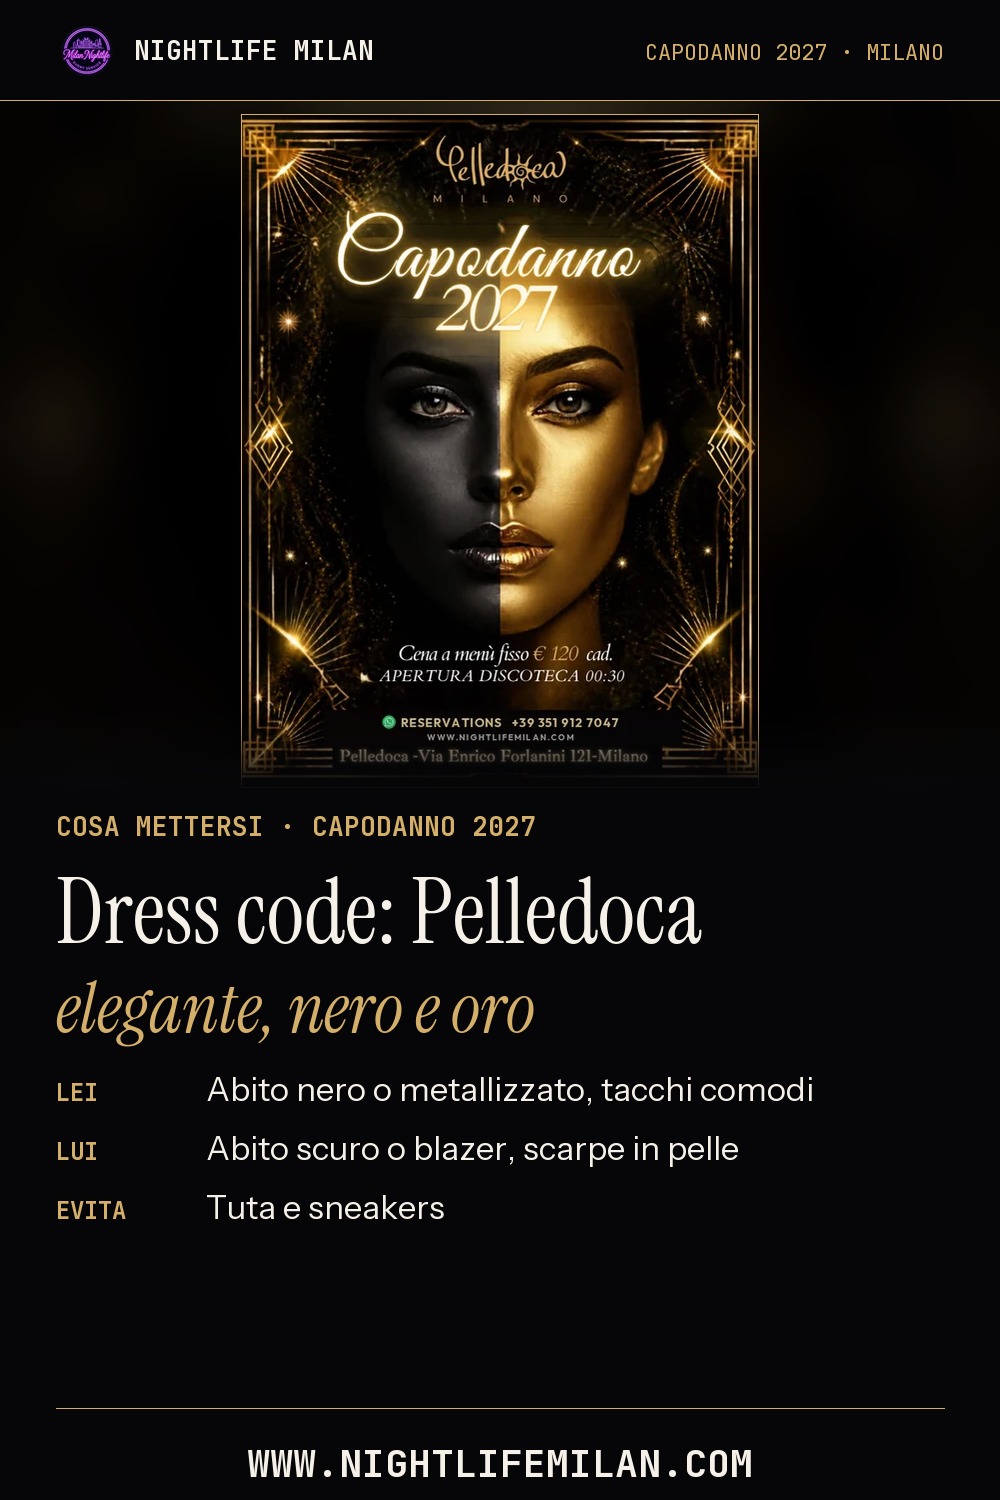 Milan Nightlife
NIGHTLIFE MILAN
CAPODANNO 2027 · MILANO
Pelledoca
MILANO
Capodanno
2027
Cena a menù fisso € 120 cad.
APERTURA DISCOTECA 00:30
RESERVATIONS +39 351 912 7047
WWW.NIGHTLIFEMILAN.COM
Pelledoca -Via Enrico Forlanini 121-Milano
COSA METTERSI · CAPODANNO 2027
Dress code: Pelledoca
elegante, nero e oro
LEI Abito nero o metallizzato, tacchi comodi
LUI Abito scuro o blazer, scarpe in pelle
EVITA Tuta e sneakers
WWW.NIGHTLIFEMILAN.COM